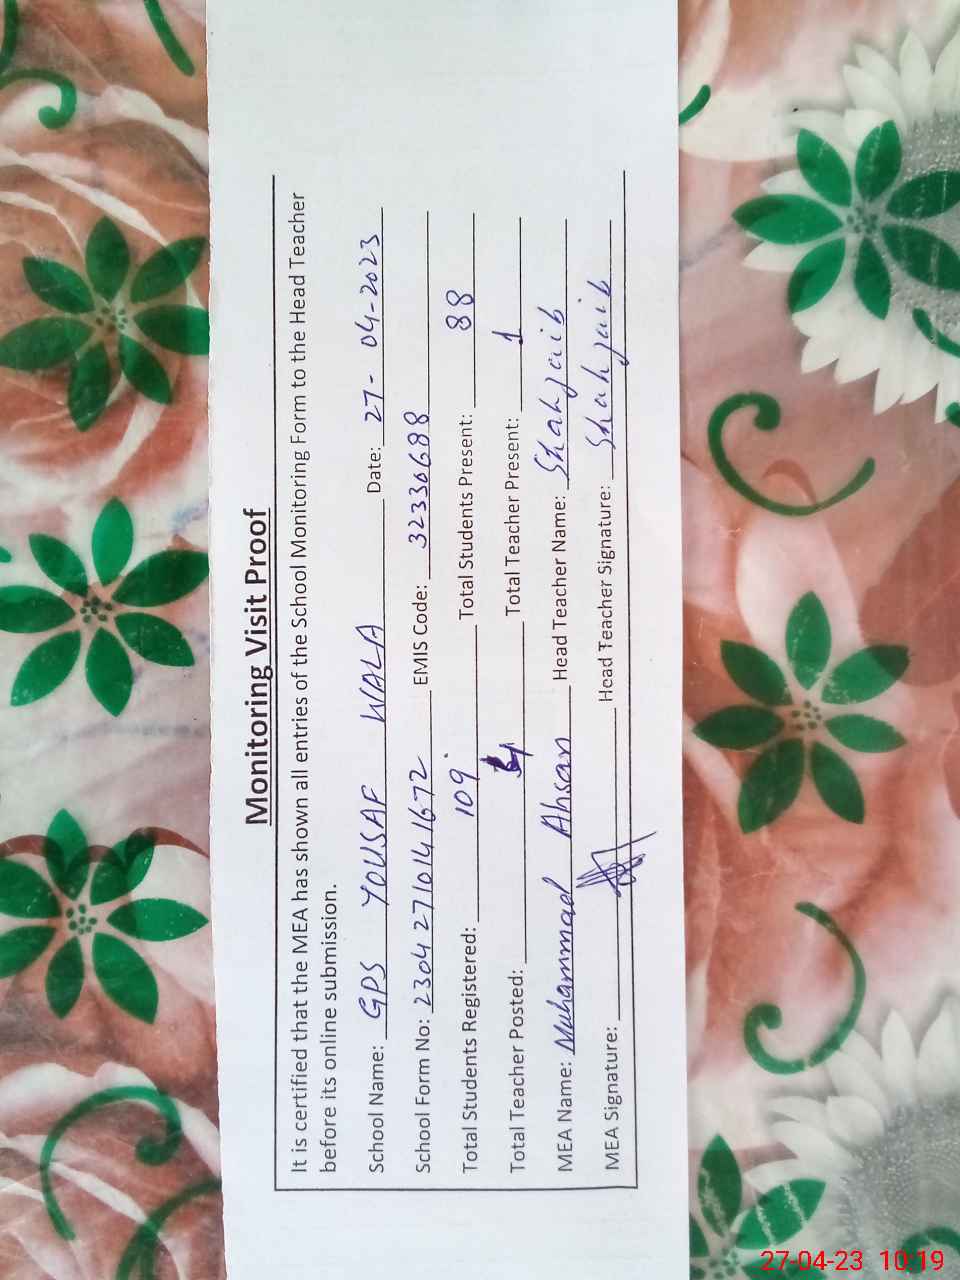 Monitoring Visit Proof
It is certified that the MEA has shown all entries of the School Monitoring Form to the Head Teacher
before its online submission.
School Name: GPS YOUSAF WALA Date: 27-04-2023
School Form No: 23042710141672 EMIS Code: 32330688
Total Students Registered: 109 Total Students Present: 88
Total Teacher Posted: Total Teacher Present: 1
MEA Name: Muhammad Ahsan Head Teacher Name: Shahzaib
MEA Signature: Head Teacher Signature: Shahzaib
27-04-23 10:19